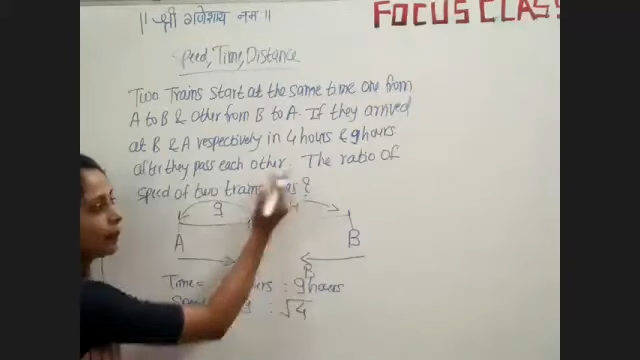 || श्री गणेशाय नमः ||
FOCUS CLASS
Speed, Time, Distance
Two Trains start at the same time one from
A to B & other from B to A. If they arrived
at B & A respectively in 4 hours & 9 hours
after they pass each other. The ratio of
speed of two trains was ?
9
A
B
B
Time= : 9 hours
: √4